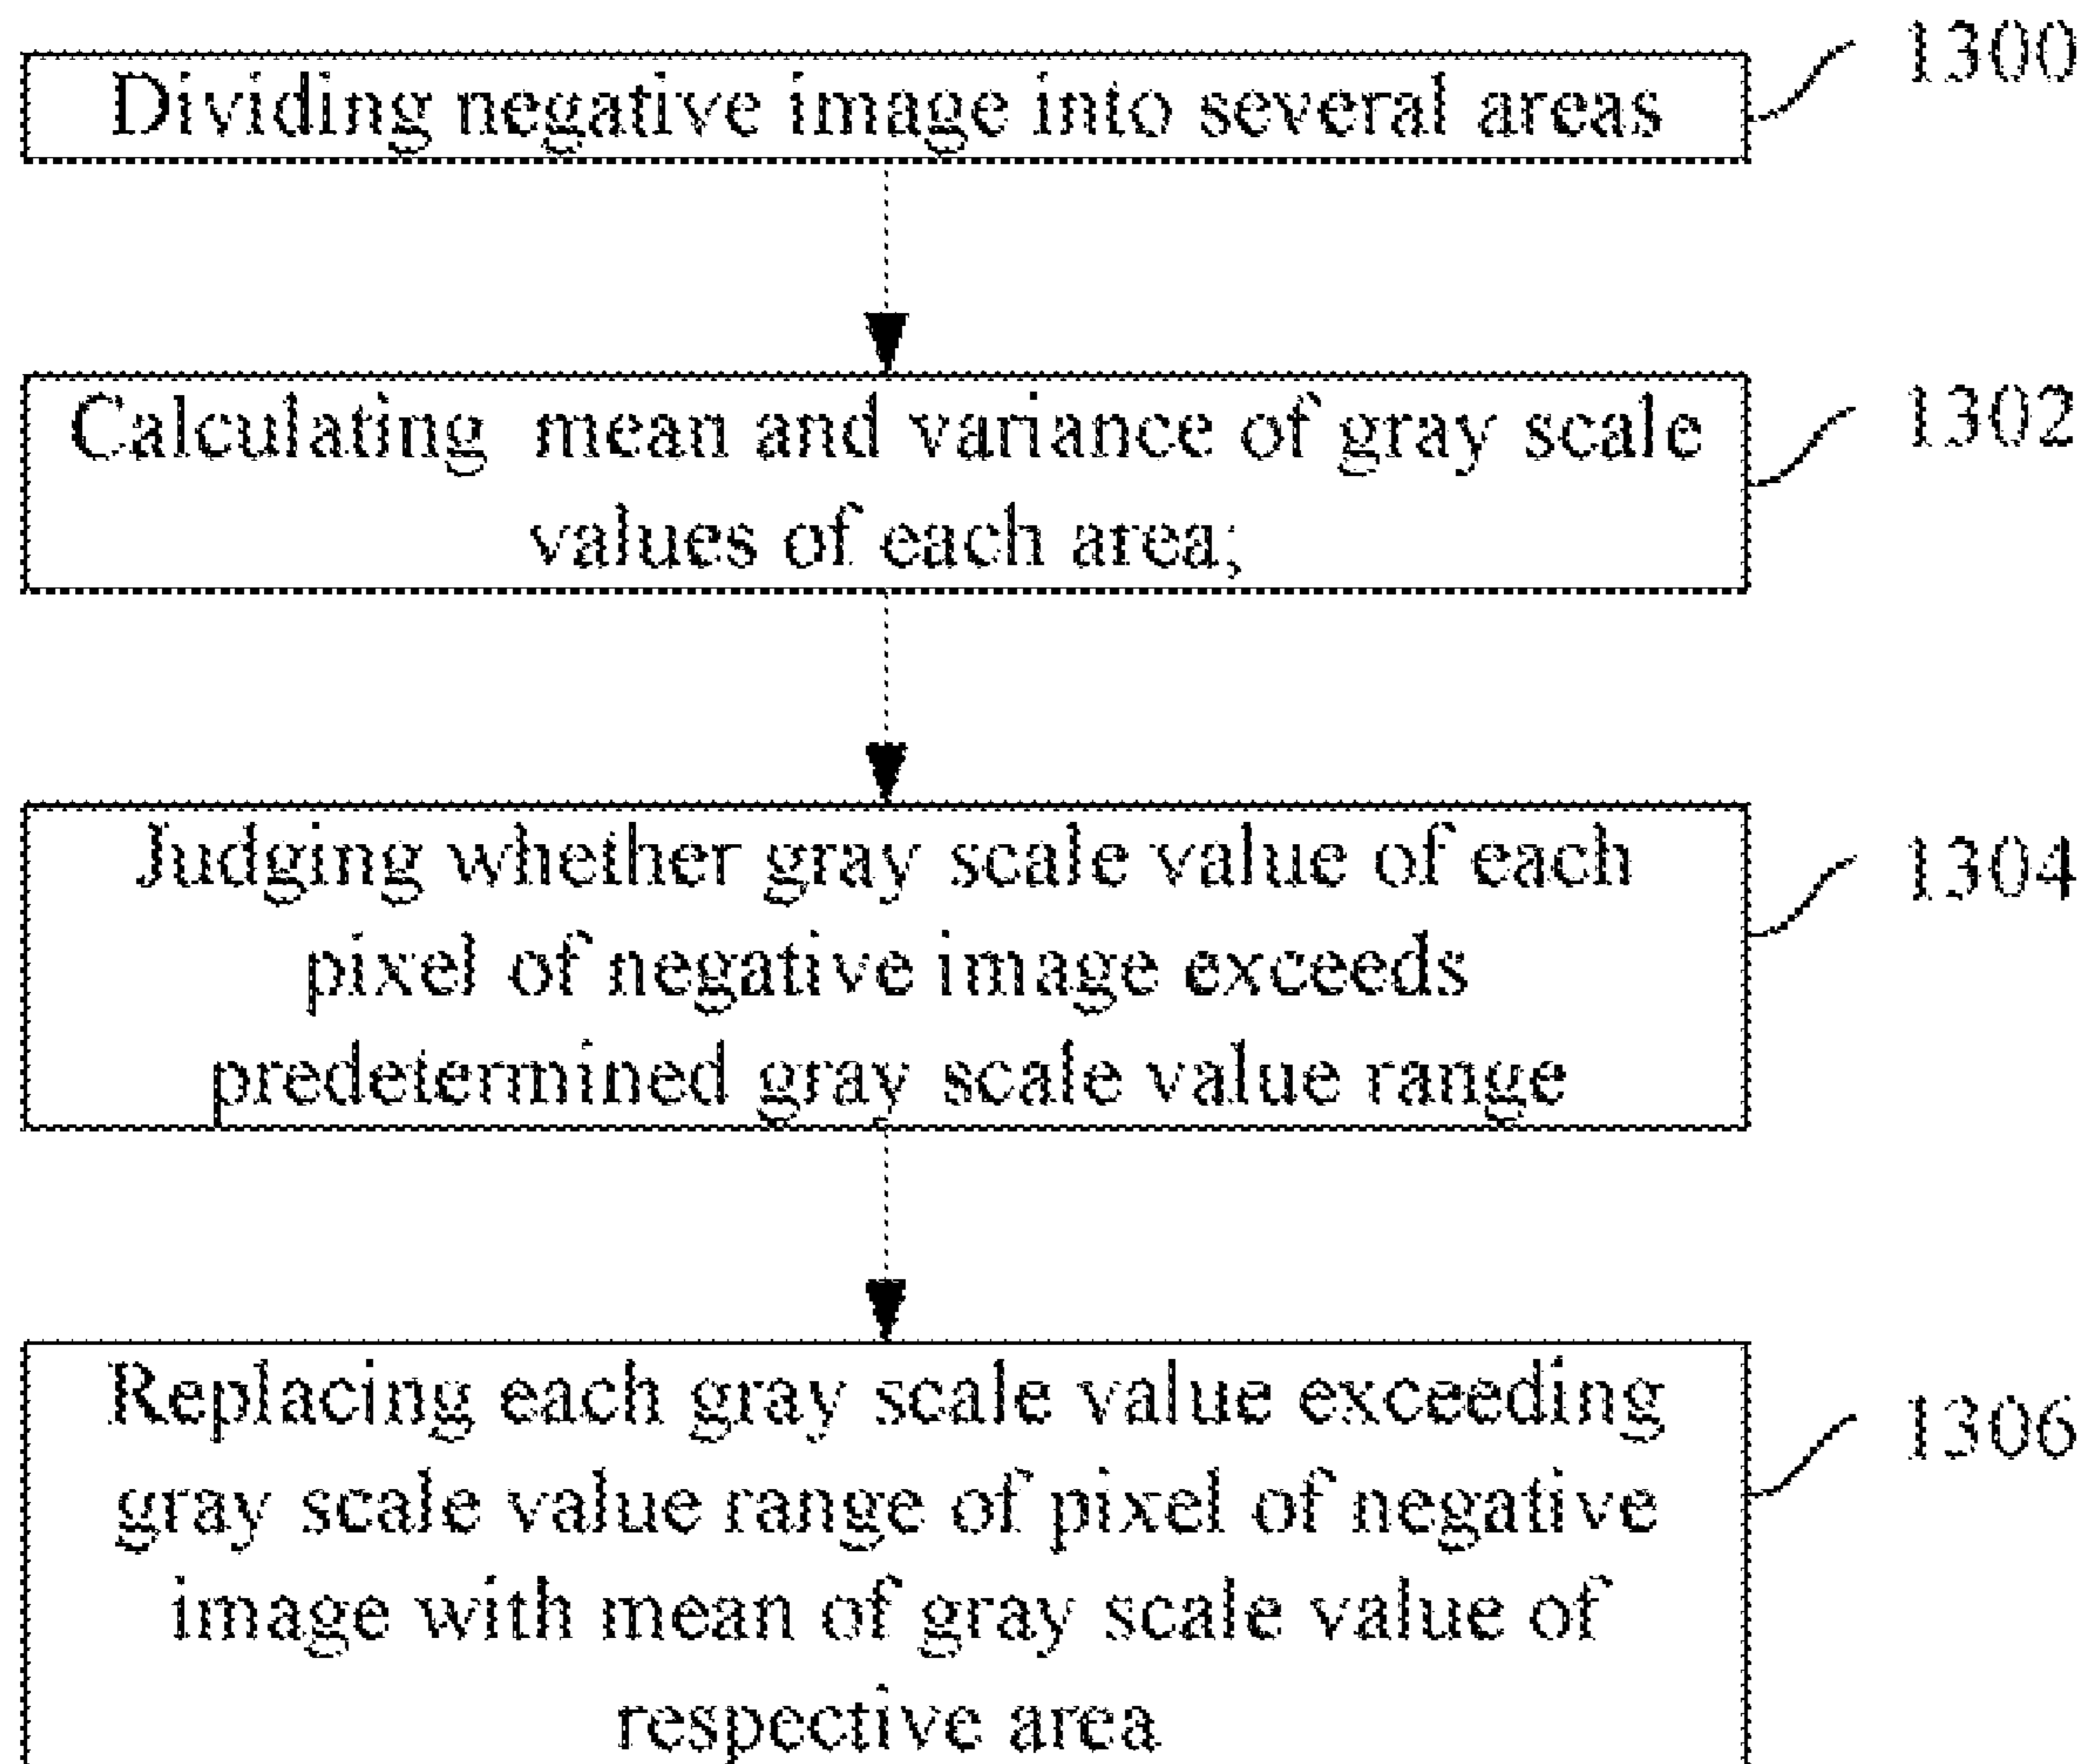 Dividing negative image into several areas
1300
Calculating mean and variance of gray scale
values of each area;
1302
Judging whether gray scale value of each
pixel of negative image exceeds
predetermined gray scale value range
1304
Replacing each gray scale value exceeding
gray scale value range of pixel of negative
image with mean of gray scale value of
respective area
1306